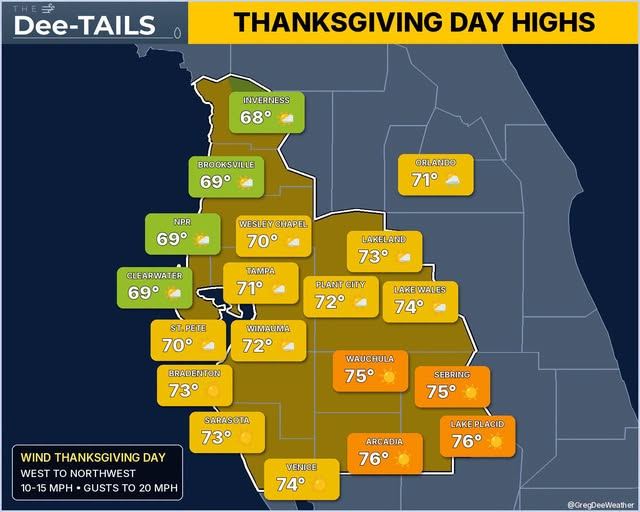 THE
Dee-TAILS
THANKSGIVING DAY HIGHS
INVERNESS
68°
BROOKSVILLE
69°
ORLANDO
71°
NPR
69°
WESLEY CHAPEL
70°
LAKELAND
73°
CLEARWATER
69°
TAMPA
71°
PLANT CITY
72°
LAKE WALES
74°
ST. PETE
70°
WIMAUMA
72°
WAUCHULA
75°
BRADENTON
73°
SEBRING
75°
SARASOTA
73°
LAKE PLACID
76°
ARCADIA
76°
VENICE
74°
WIND THANKSGIVING DAY
WEST TO NORTHWEST
10-15 MPH • GUSTS TO 20 MPH
@GregDeeWeather